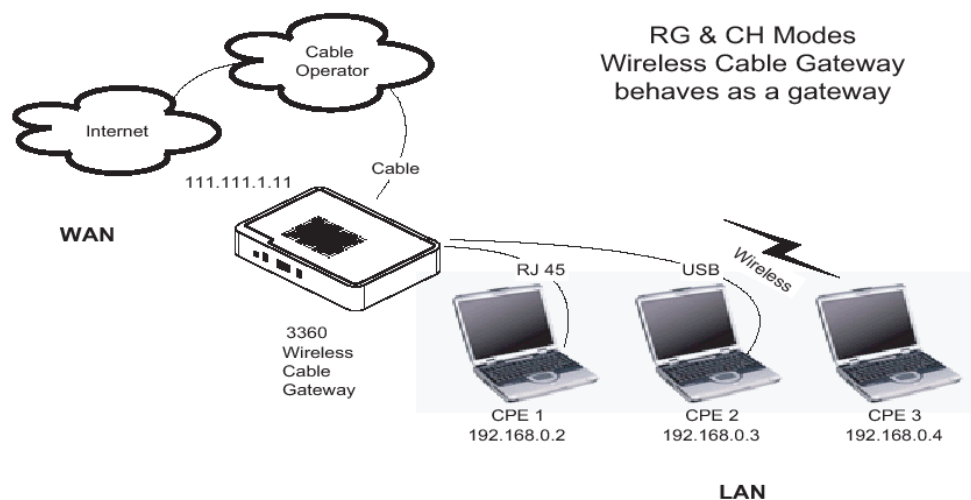 RG & CH Modes
Wireless Cable Gateway
behaves as a gateway
Cable
Operator
Internet
Cable
111.111.1.11
WAN
RJ 45
USB
Wireless
3360
Wireless
Cable
Gateway
CPE 1
192.168.0.2
CPE 2
192.168.0.3
CPE 3
192.168.0.4
LAN